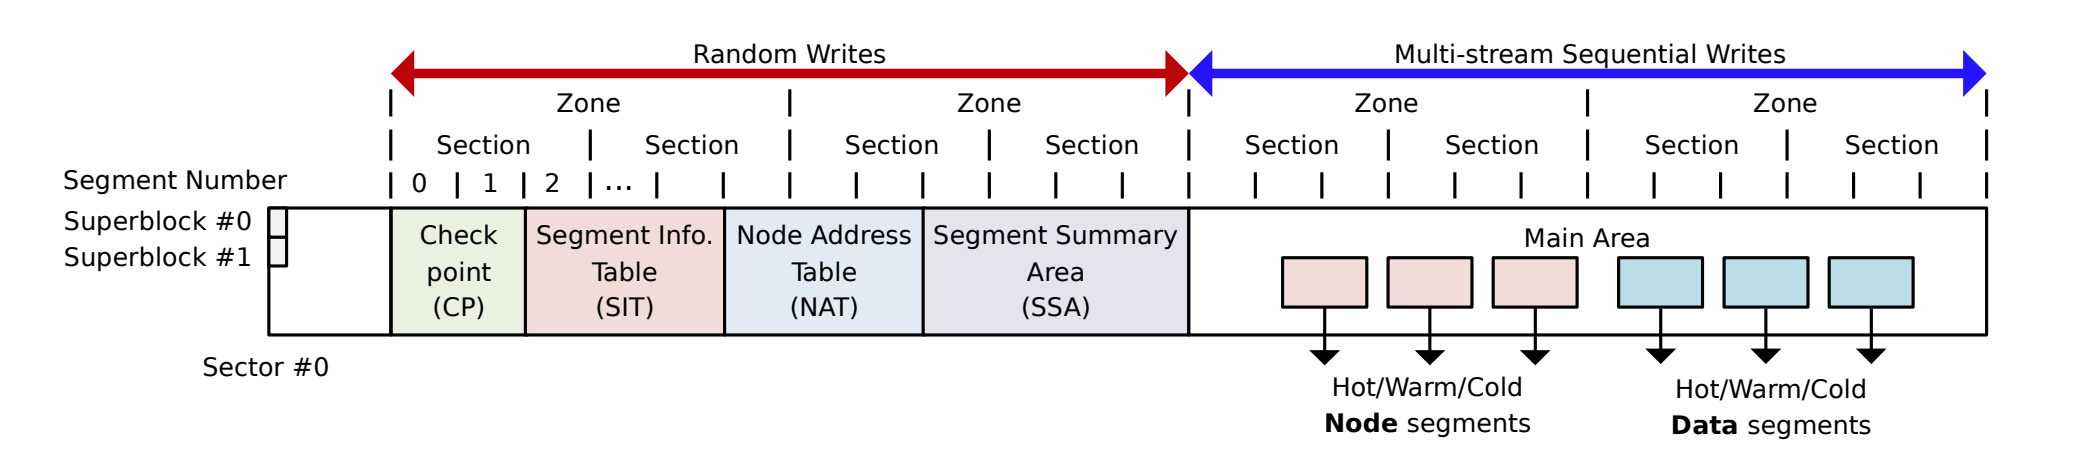 Random Writes
Multi-stream Sequential Writes
Zone
Zone
Zone
Zone
Section
Section
Section
Section
Section
Section
Section
Section
Segment Number
0
1
2
...
Superblock #0
Superblock #1
Check
point
(CP)
Segment Info.
Table
(SIT)
Node Address
Table
(NAT)
Segment Summary
Area
(SSA)
Main Area
Sector #0
Hot/Warm/Cold
Node segments
Hot/Warm/Cold
Data segments